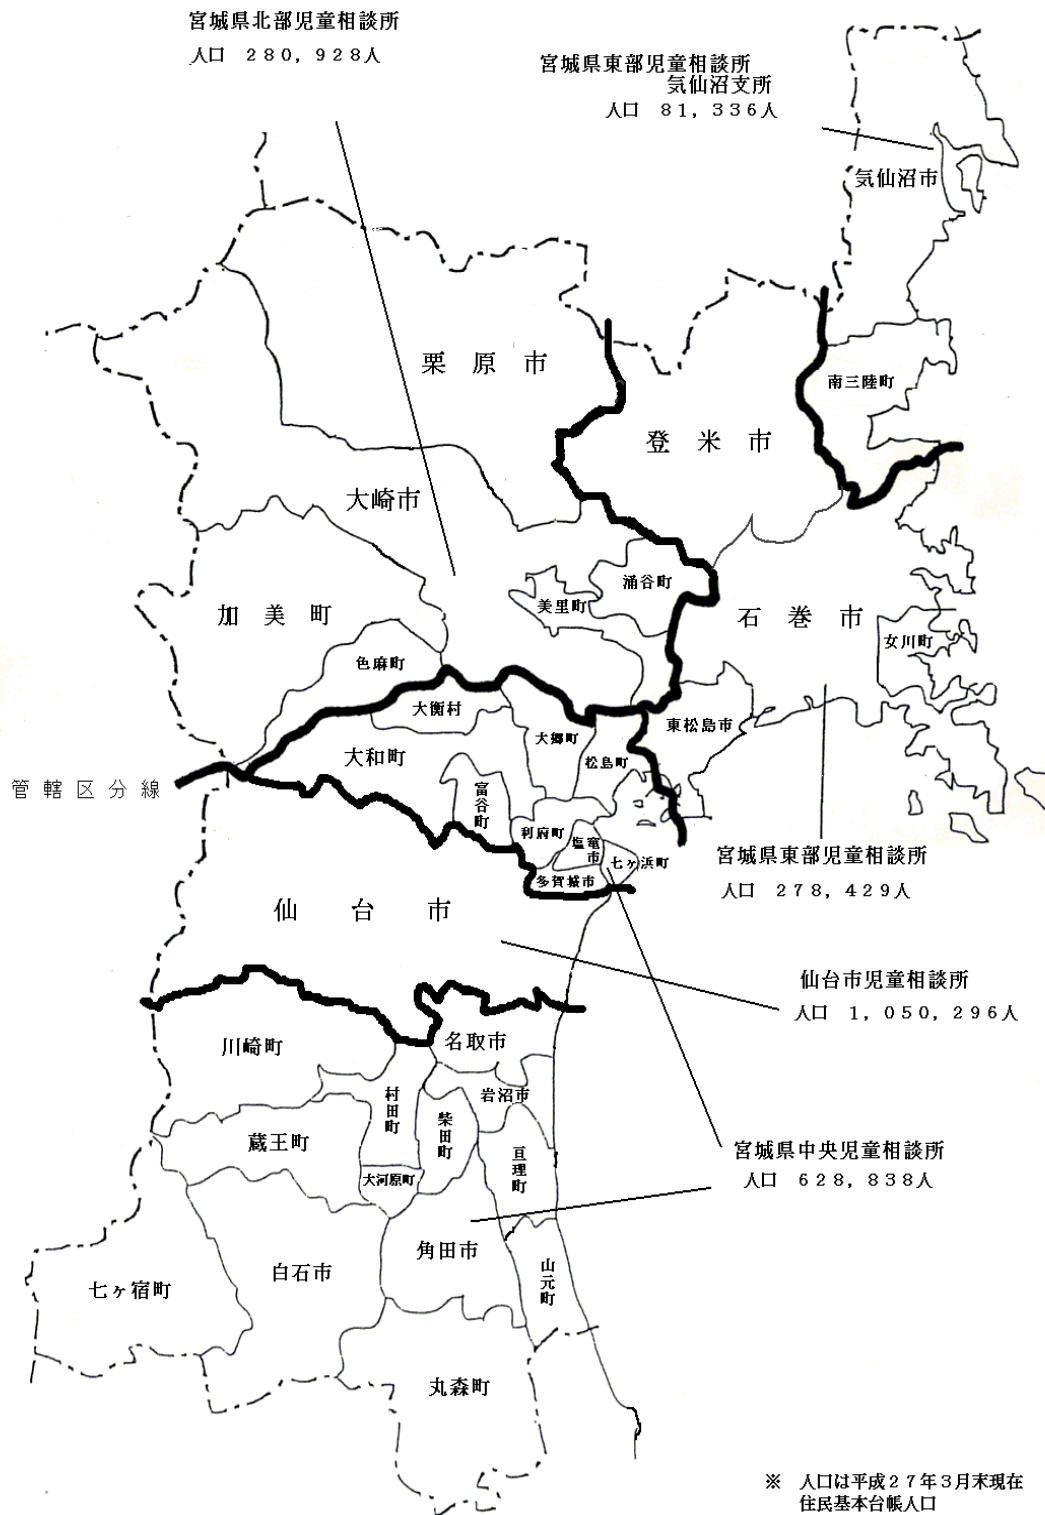 宮城県北部児童相談所
人口　２８０，９２８人
宮城県東部児童相談所
気仙沼支所
人口　８１，３３６人
気仙沼市
栗原市
南三陸町
登米市
大崎市
涌谷町
美里町
加美町
石巻市
女川町
色麻町
大衡村
東松島市
大郷町
大和町
松島町
管轄区分線
富谷町
利府町
塩竈市
七ヶ浜町
多賀城市
宮城県東部児童相談所
人口　２７８，４２９人
仙台市
仙台市児童相談所
人口　１，０５０，２９６人
川崎町
名取市
村田町
岩沼市
柴田町
蔵王町
亘理町
大河原町
宮城県中央児童相談所
人口　６２８，８３８人
角田市
白石市
七ヶ宿町
山元町
丸森町
※　人口は平成２７年３月末現在
住民基本台帳人口